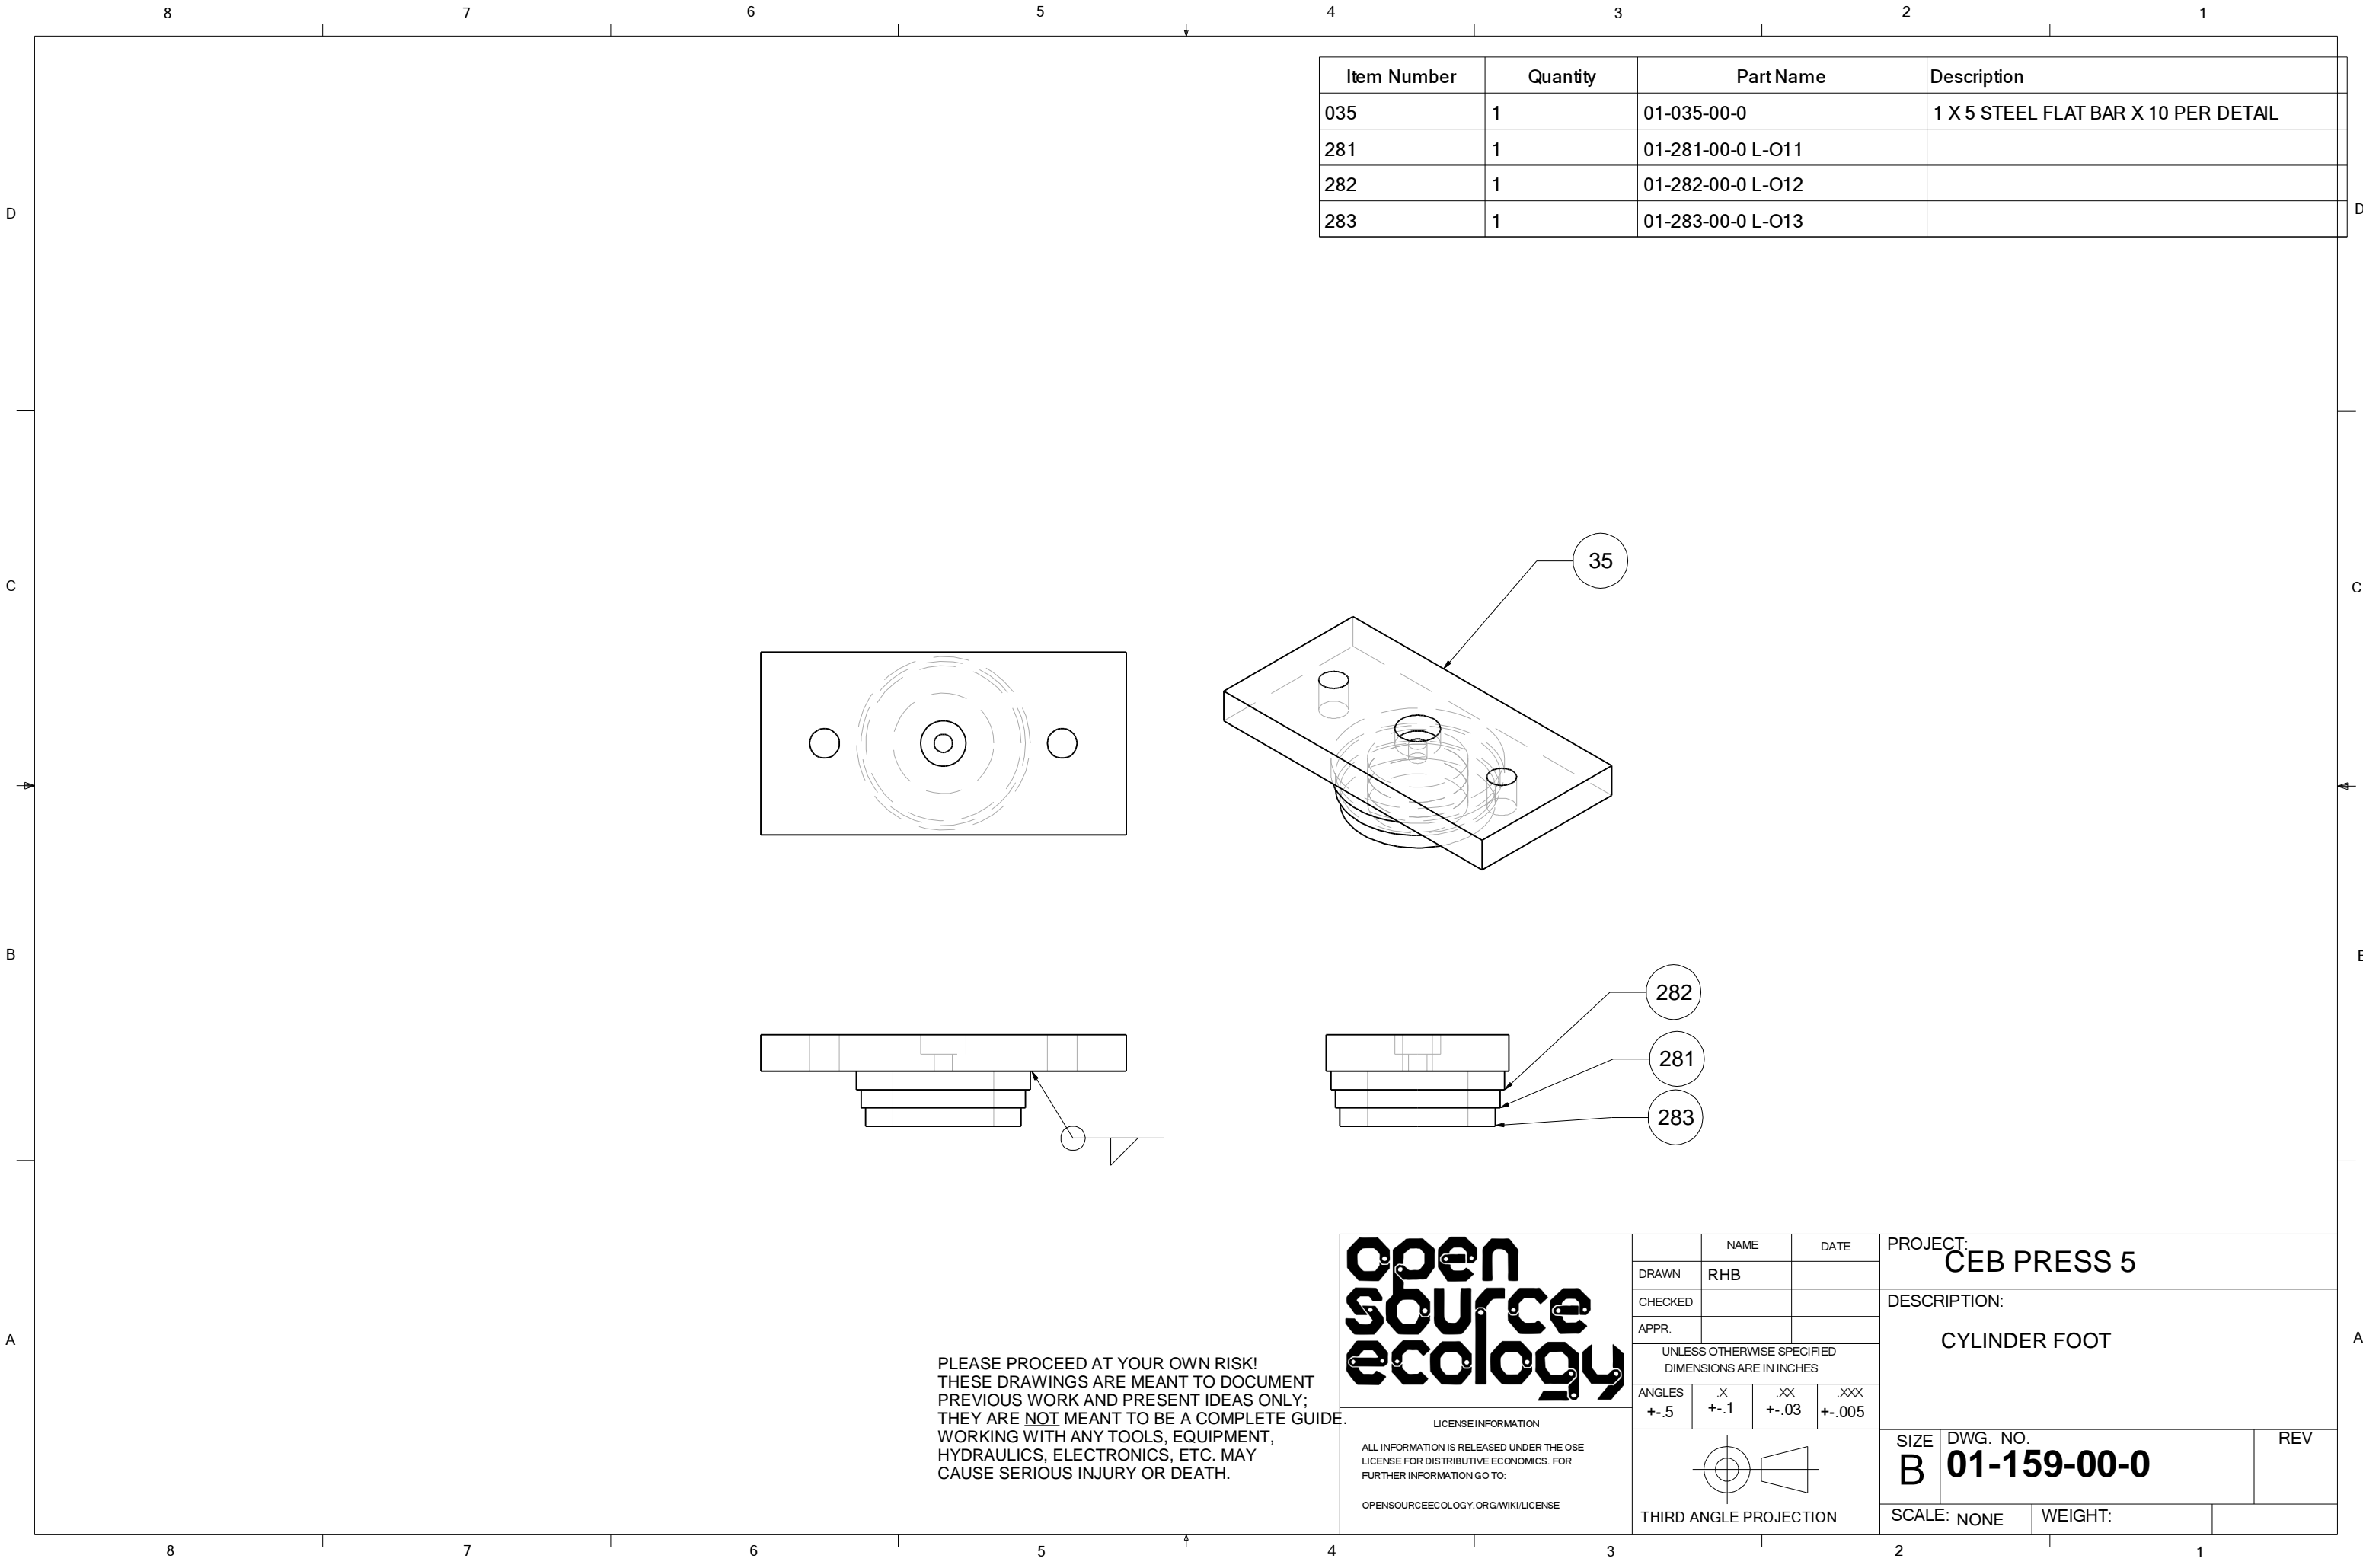 8 7 6 5 4 3 2 1
Item Number Quantity Part Name Description
035 1 01-035-00-0 1 X 5 STEEL FLAT BAR X 10 PER DETAIL
281 1 01-281-00-0 L-O11
282 1 01-282-00-0 L-O12
283 1 01-283-00-0 L-O13
D D
35
C C
B
282
281
283
A A
PLEASE PROCEED AT YOUR OWN RISK!
THESE DRAWINGS ARE MEANT TO DOCUMENT
PREVIOUS WORK AND PRESENT IDEAS ONLY;
THEY ARE NOT MEANT TO BE A COMPLETE GUIDE.
WORKING WITH ANY TOOLS, EQUIPMENT,
HYDRAULICS, ELECTRONICS, ETC. MAY
CAUSE SERIOUS INJURY OR DEATH.
open
source
ecology
LICENSE INFORMATION
ALL INFORMATION IS RELEASED UNDER THE OSE
LICENSE FOR DISTRIBUTIVE ECONOMICS. FOR
FURTHER INFORMATION GO TO:
OPENSOURCEECOLOGY.ORG/WIKI/LICENSE
NAME DATE
DRAWN RHB
CHECKED
APPR.
UNLESS OTHERWISE SPECIFIED
DIMENSIONS ARE IN INCHES
ANGLES .X .XX .XXX
+-.5 +-.1 +-.03 +-.005
THIRD ANGLE PROJECTION
PROJECT:
CEB PRESS 5
DESCRIPTION:
CYLINDER FOOT
SIZE DWG. NO. REV
B 01-159-00-0
SCALE: NONE WEIGHT:
8 7 6 5 4 3 2 1